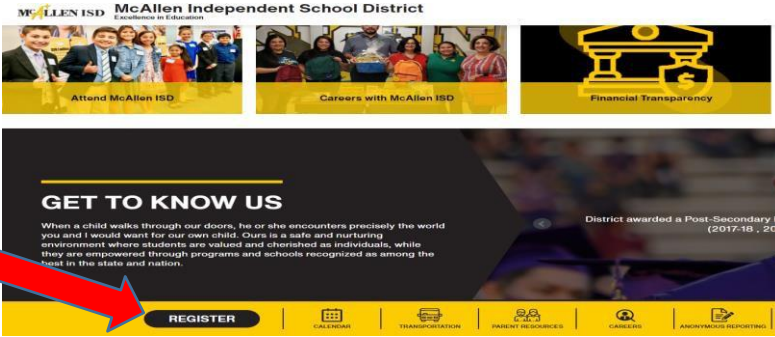 McALLEN ISD McAllen Independent School District
Excellence in Education
Attend McAllen ISD
Careers with McAllen ISD
Financial Transparency
GET TO KNOW US
When a child walks through our doors, he or she encounters precisely the world
you and I would want for our own child. Ours is a safe and nurturing
environment where students are valued and cherished as individuals, while
they are empowered through programs and schools recognized as among the
best in the state and nation.
District awarded a Post-Secondary
(2017-18 , 20
REGISTER
CALENDAR
TRANSPORTATION
PARENT RESOURCES
CAREERS
ANONYMOUS REPORTING